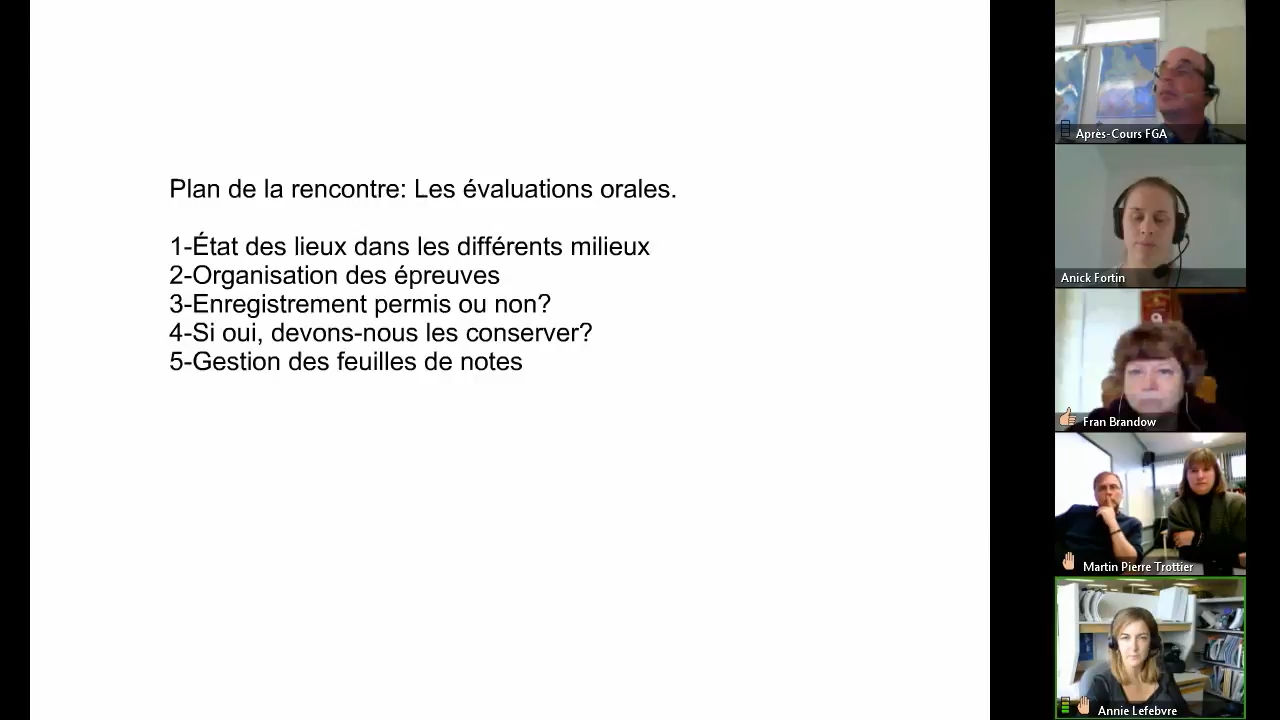 Plan de la rencontre: Les évaluations orales.
1-État des lieux dans les différents milieux
2-Organisation des épreuves
3-Enregistrement permis ou non?
4-Si oui, devons-nous les conserver?
5-Gestion des feuilles de notes
Après-Cours FGA
Anick Fortin
Fran Brandow
Martin Pierre Trottier
Annie Lefebvre